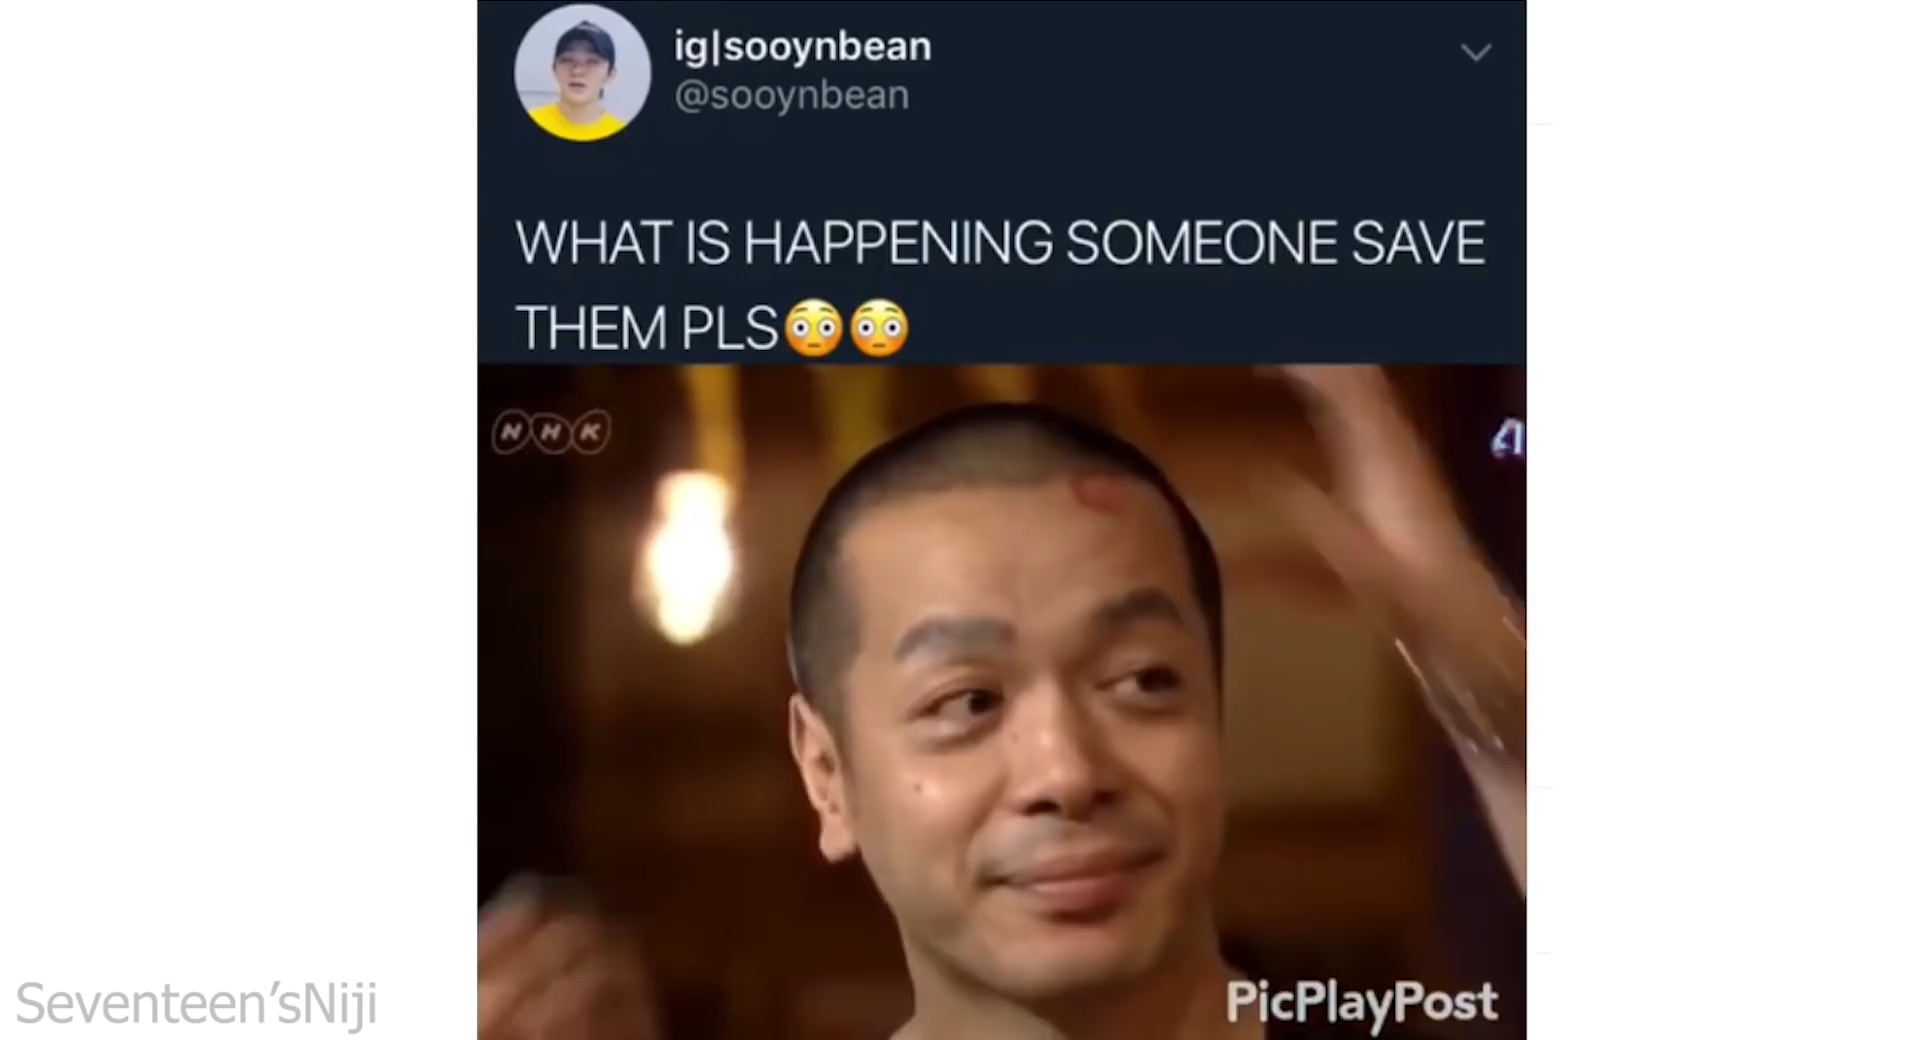 ig|sooynbean
@sooynbean
WHAT IS HAPPENING SOMEONE SAVE
THEM PLS😳😳
NHK
PicPlayPost
Seventeen'sNiji